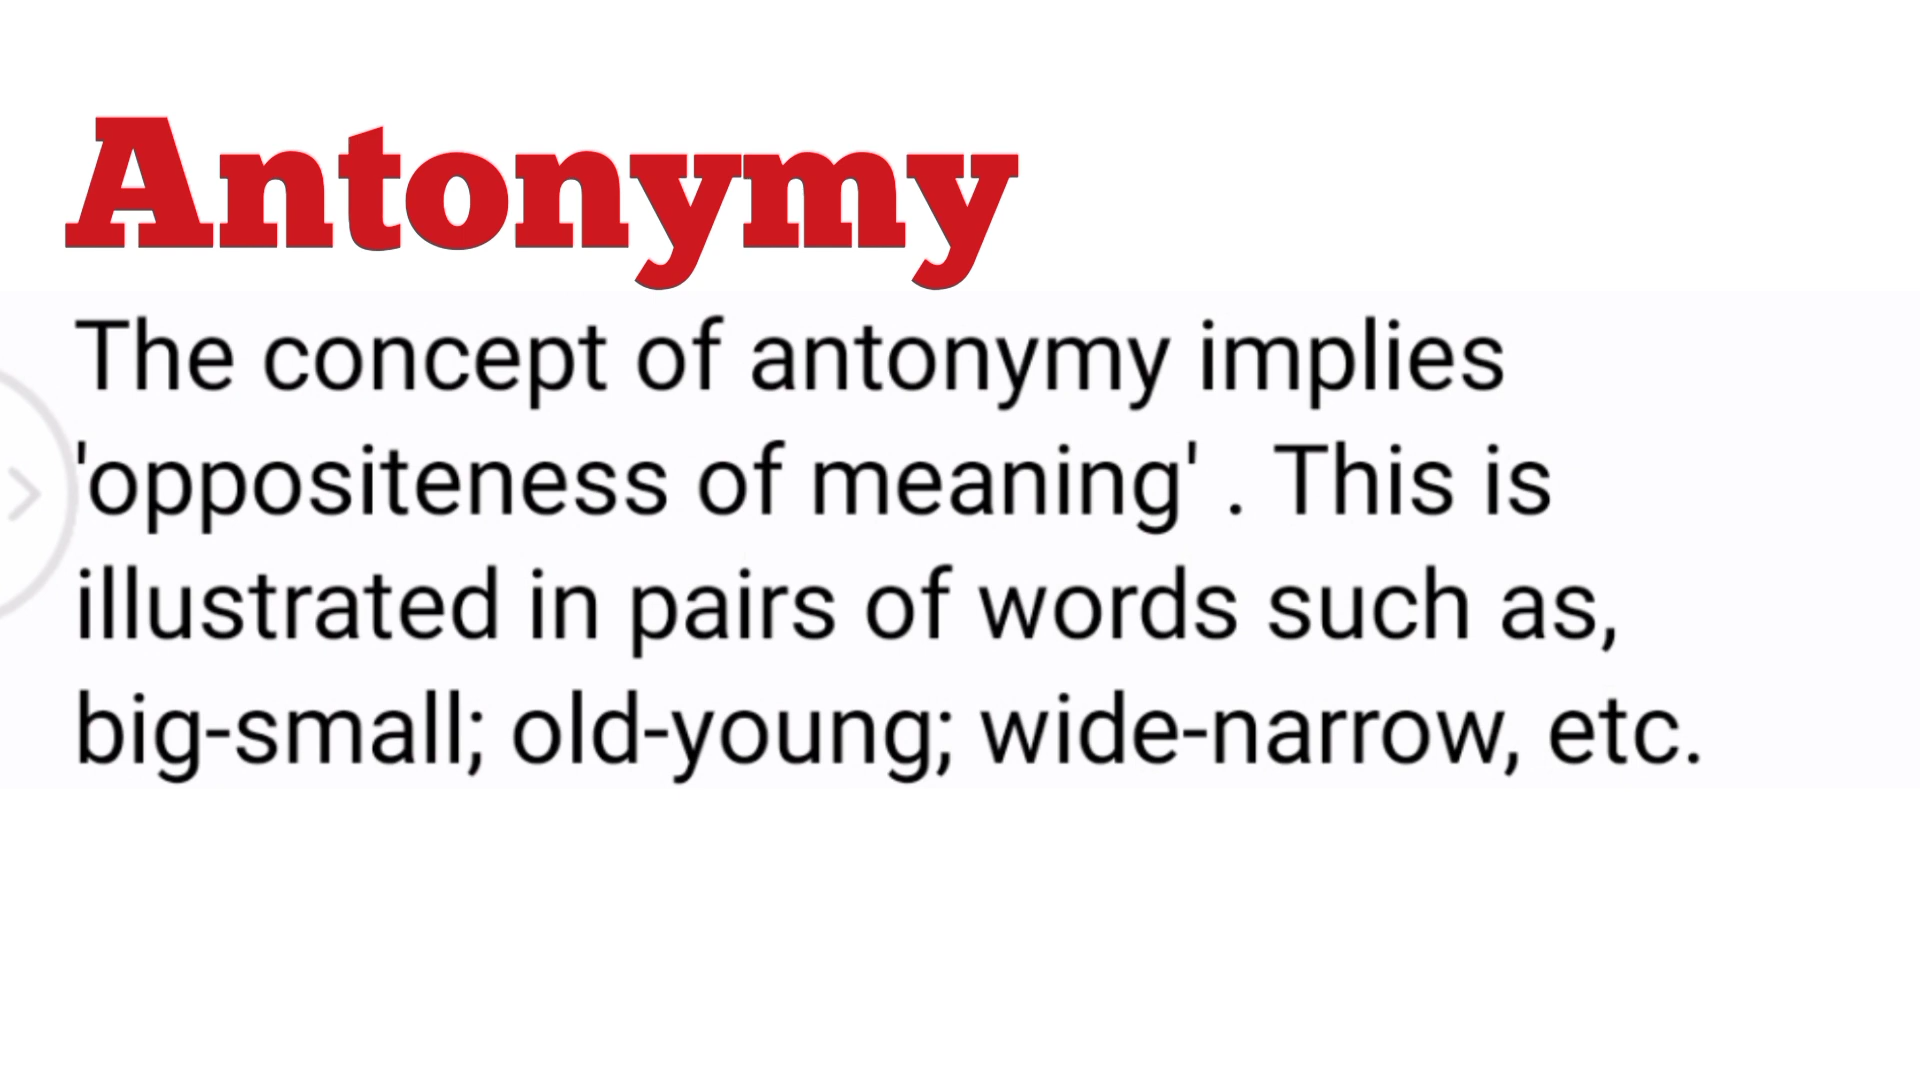 Antonymy
The concept of antonymy implies
'oppositeness of meaning' . This is
illustrated in pairs of words such as,
big-small; old-young; wide-narrow, etc.